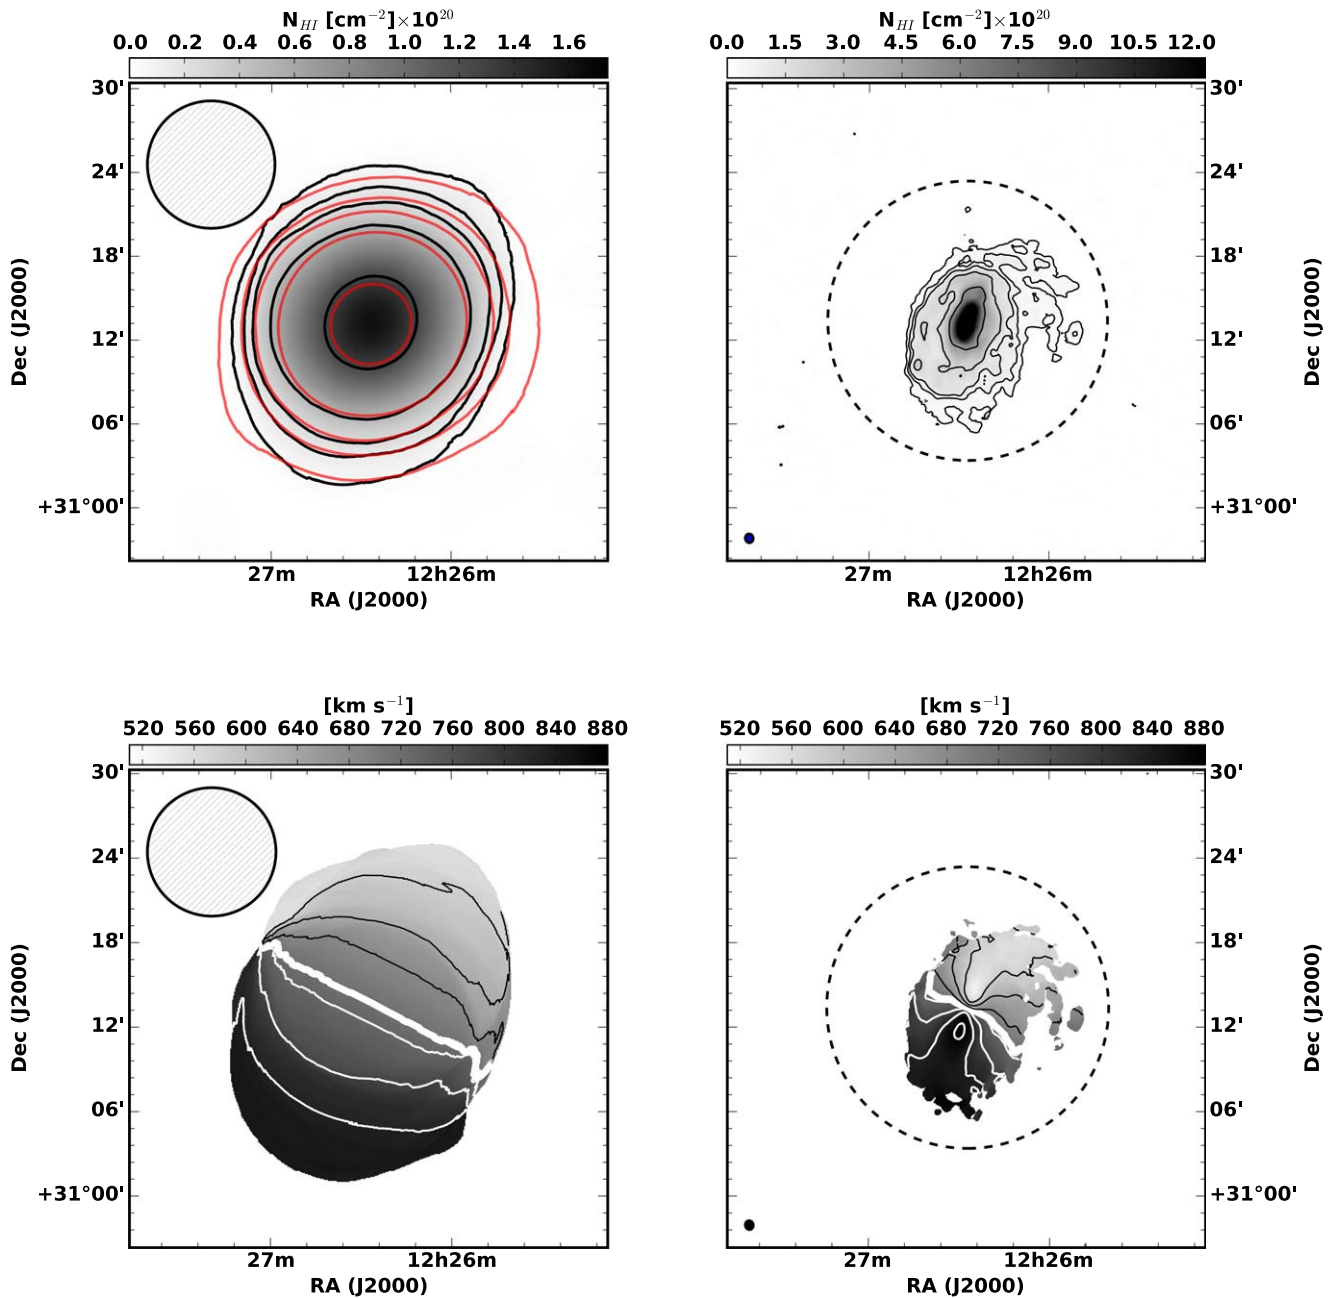 N_HI [cm⁻²]×10²⁰
0.0 0.2 0.4 0.6 0.8 1.0 1.2 1.4 1.6
30'
24'
18'
12'
06'
+31°00'
Dec (J2000)
27m 12h26m
RA (J2000)
N_HI [cm⁻²]×10²⁰
0.0 1.5 3.0 4.5 6.0 7.5 9.0 10.5 12.0
30'
24'
18'
12'
06'
+31°00'
Dec (J2000)
27m 12h26m
RA (J2000)
[km s⁻¹]
520 560 600 640 680 720 760 800 840 880
30'
24'
18'
12'
06'
+31°00'
Dec (J2000)
27m 12h26m
RA (J2000)
[km s⁻¹]
520 560 600 640 680 720 760 800 840 880
30'
24'
18'
12'
06'
+31°00'
Dec (J2000)
27m 12h26m
RA (J2000)